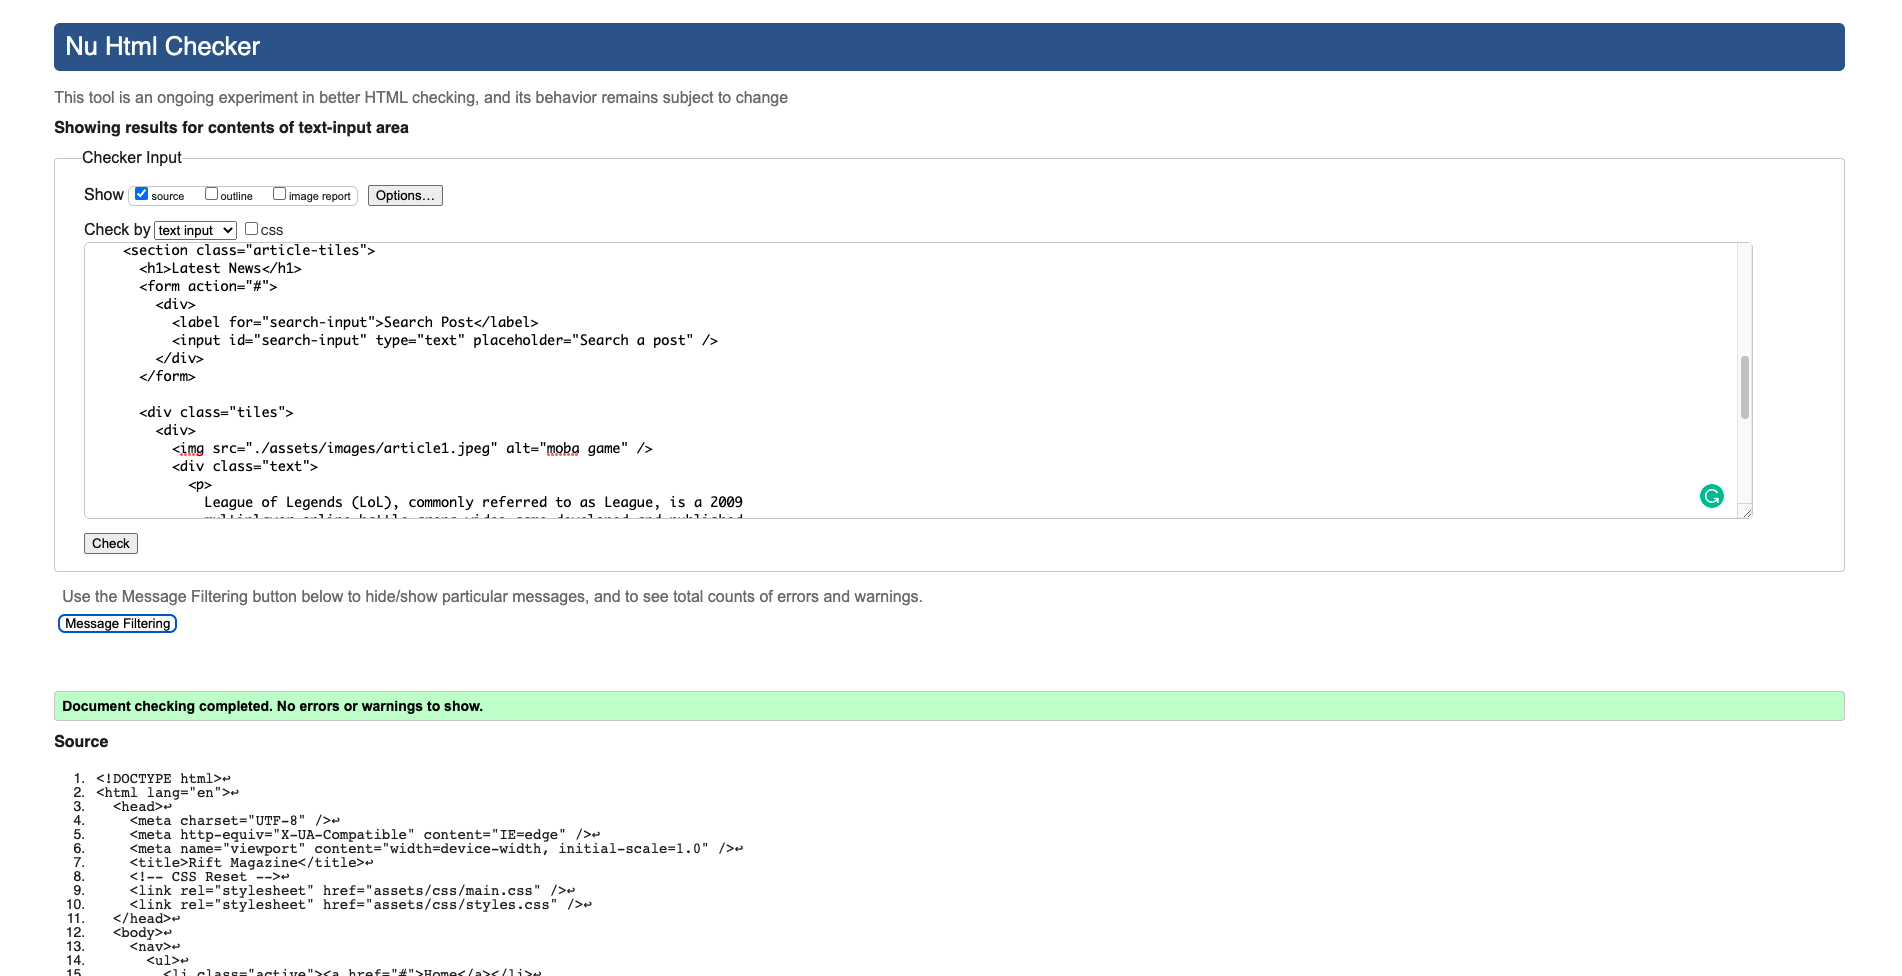 Nu Html Checker
This tool is an ongoing experiment in better HTML checking, and its behavior remains subject to change
Showing results for contents of text-input area
Checker Input
Show source outline image report Options...
Check by text input css
<section class="article-tiles">
<h1>Latest News</h1>
<form action="#">
<div>
<label for="search-input">Search Post</label>
<input id="search-input" type="text" placeholder="Search a post" />
</div>
</form>
<div class="tiles">
<div>
<img src="./assets/images/article1.jpeg" alt="moba game" />
<div class="text">
<p>
League of Legends (LoL), commonly referred to as League, is a 2009
multiplayer online battle arena video game developed and published
Check
Use the Message Filtering button below to hide/show particular messages, and to see total counts of errors and warnings.
Message Filtering
Document checking completed. No errors or warnings to show.
Source
1. <!DOCTYPE html>↩
2. <html lang="en">↩
3. <head>↩
4. <meta charset="UTF-8" />↩
5. <meta http-equiv="X-UA-Compatible" content="IE=edge" />↩
6. <meta name="viewport" content="width=device-width, initial-scale=1.0" />↩
7. <title>Rift Magazine</title>↩
8. <!-- CSS Reset -->↩
9. <link rel="stylesheet" href="assets/css/main.css" />↩
10. <link rel="stylesheet" href="assets/css/styles.css" />↩
11. </head>↩
12. <body>↩
13. <nav>↩
14. <ul>↩
15. <li class="active"><a href="#">Home</a></li>↩